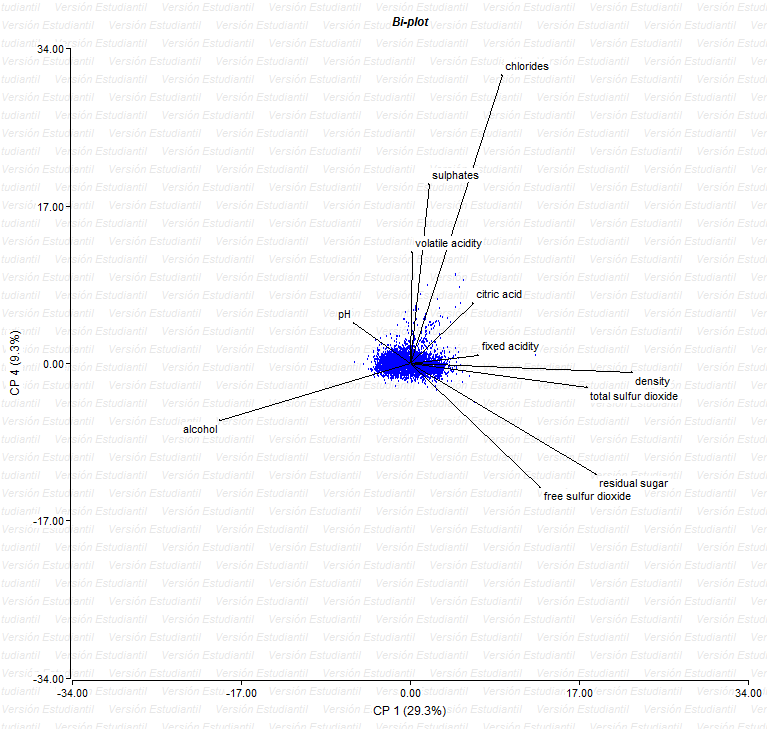 Bi-plot
34.00
chlorides
sulphates
17.00
volatile acidity
citric acid
pH
fixed acidity
CP 4 (9.3%)
0.00
density
total sulfur dioxide
alcohol
residual sugar
free sulfur dioxide
-17.00
-34.00
-34.00 -17.00 0.00 17.00 34.00
CP 1 (29.3%)
Versión Estudiantil